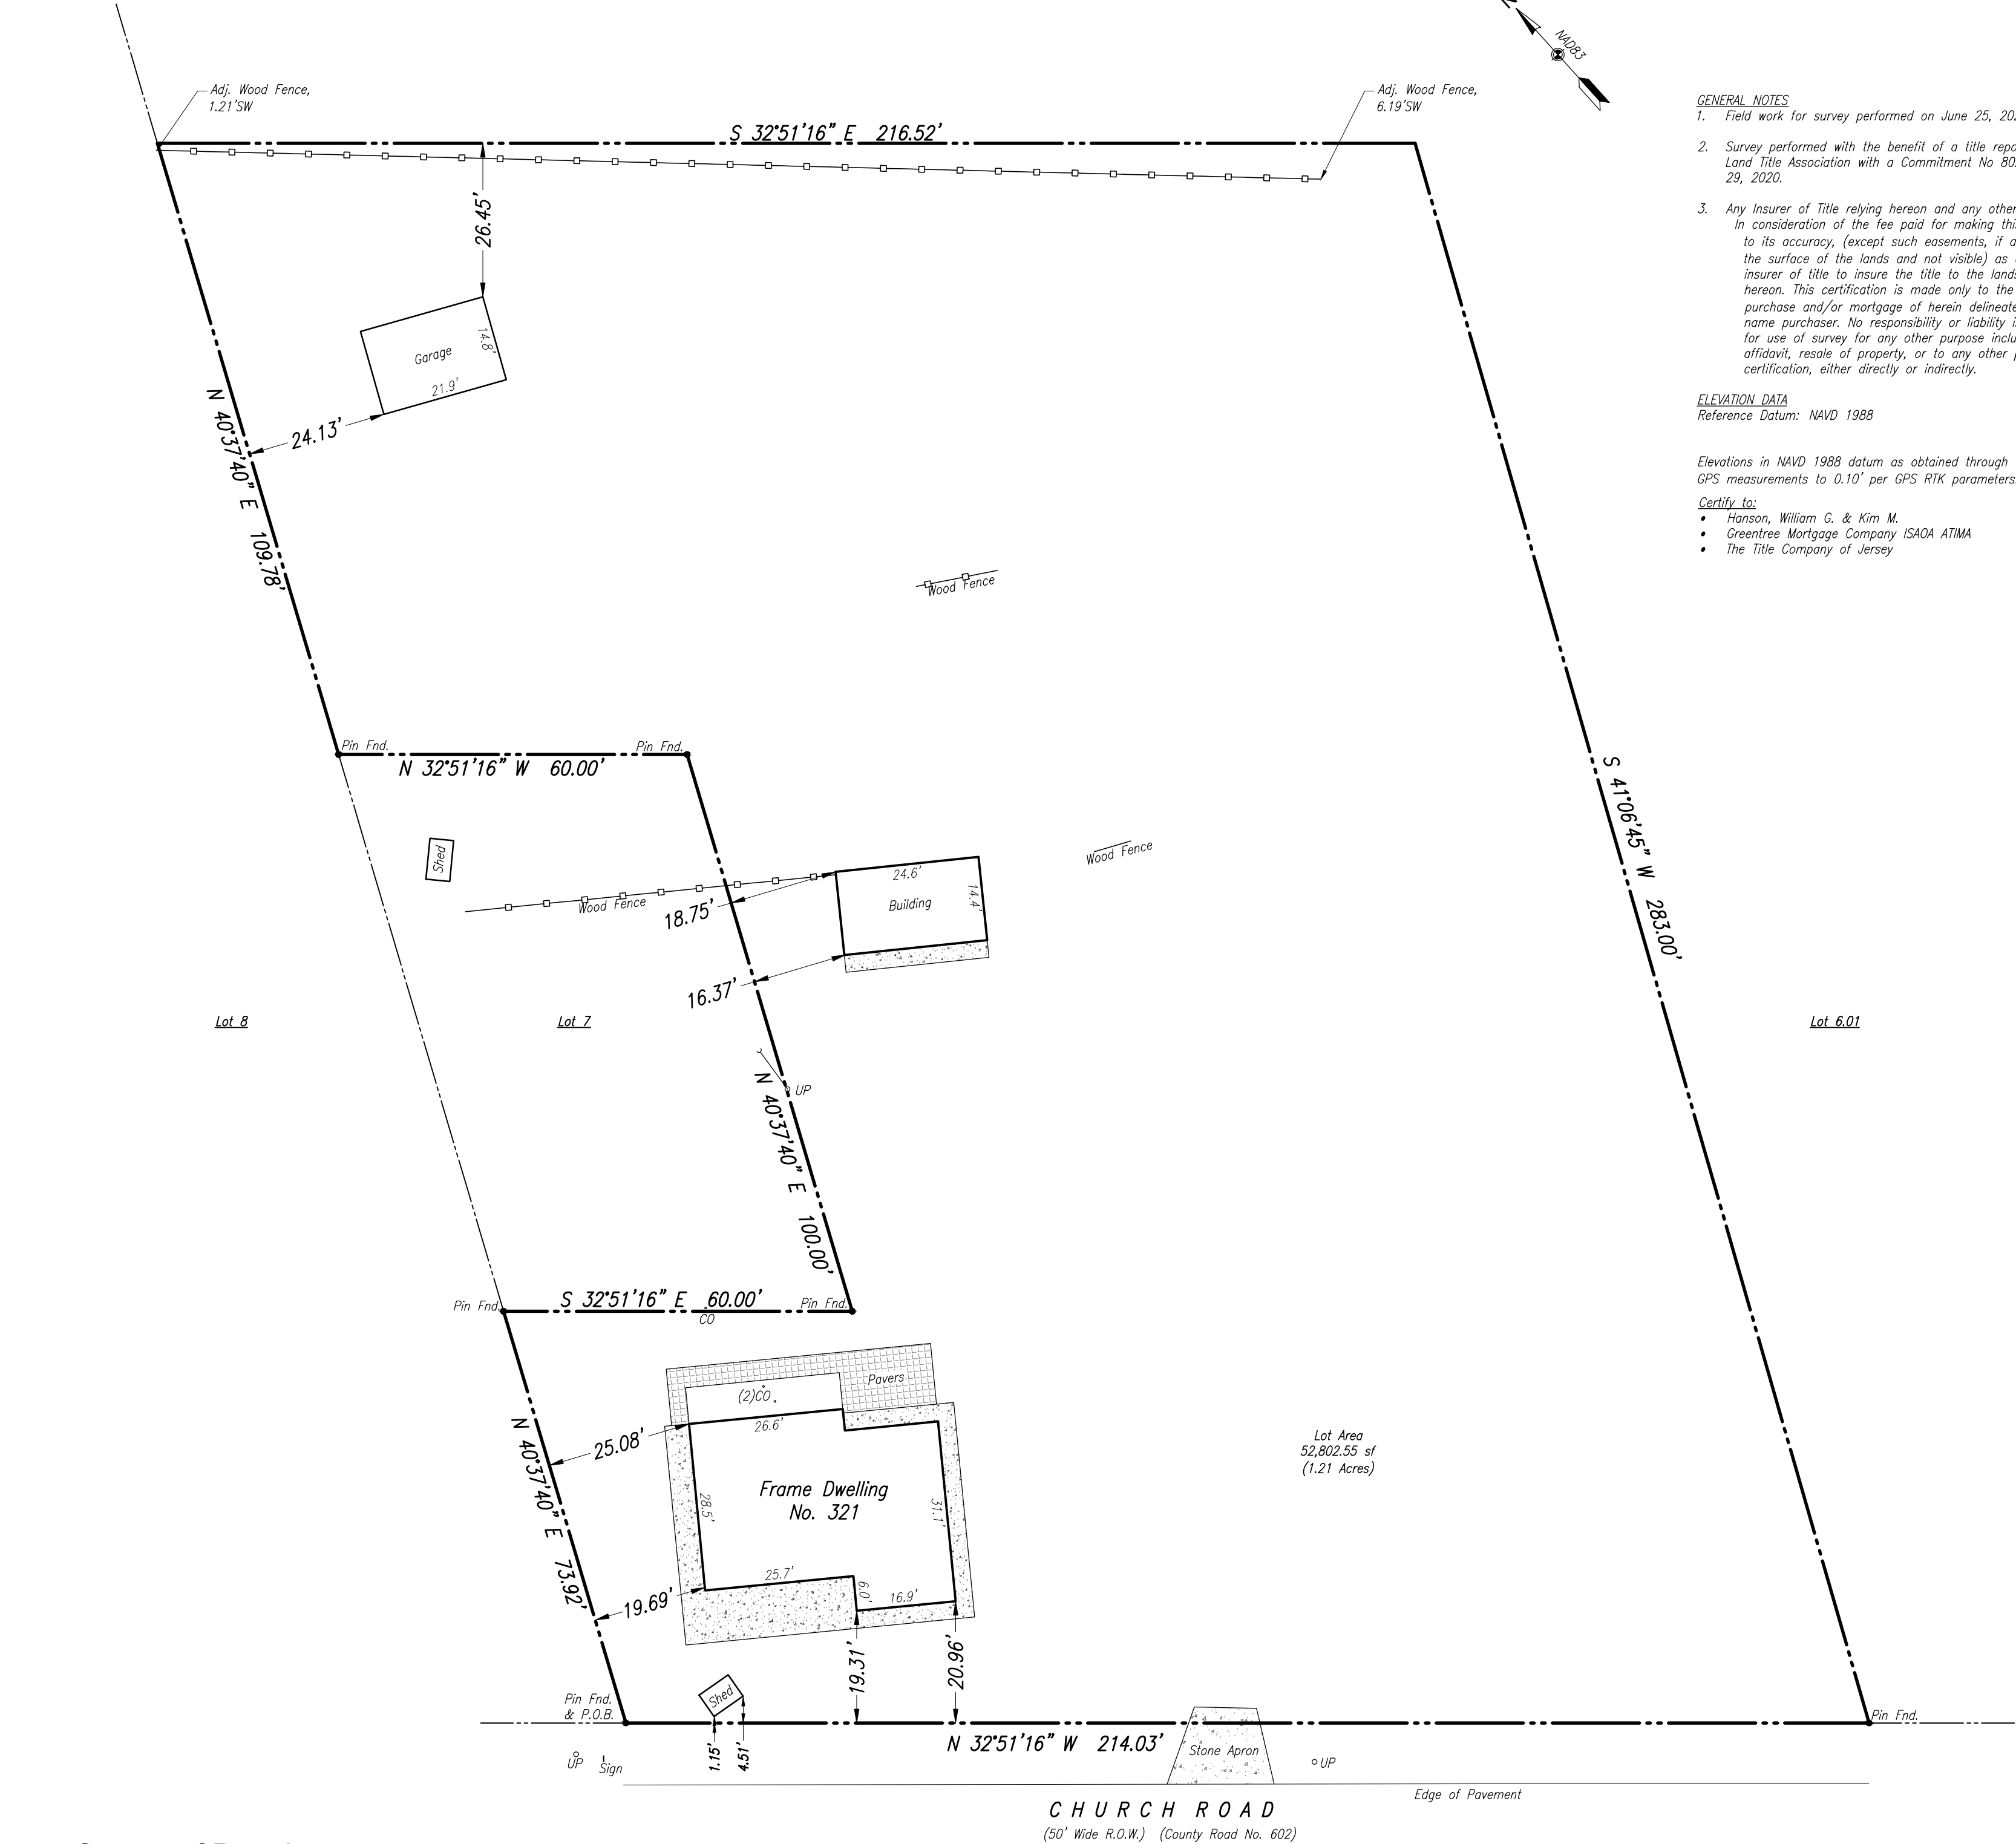 NAD83
Adj. Wood Fence,
1.21'SW
Adj. Wood Fence,
6.19'SW
S 32°51'16" E 216.52'
26.45'
Garage
14.8'
21.9'
24.13'
N 40°37'40" E 109.78'
Wood Fence
Pin Fnd.
Pin Fnd.
N 32°51'16" W 60.00'
Shed
Wood Fence
18.75'
24.6'
14.4'
Building
Wood Fence
16.37'
S 41°06'45" W 283.00'
Lot 8
Lot 7
Lot 6.01
UP
N 40°37'40" E 100.00'
Pin Fnd.
S 32°51'16" E 60.00'
Pin Fnd.
CO
Pavers
(2)CO
26.6'
25.08'
N 40°37'40" E 73.92'
Frame Dwelling
No. 321
28.5'
31.1'
25.7'
6.0'
16.9'
19.69'
19.31'
20.96'
Lot Area
52,802.55 sf
(1.21 Acres)
Shed
Pin Fnd.
& P.O.B.
1.15'
4.51'
N 32°51'16" W 214.03'
Pin Fnd.
Stone Apron
UP
Sign
UP
Edge of Pavement
CHURCH ROAD
(50' Wide R.O.W.) (County Road No. 602)
GENERAL NOTES
1. Field work for survey performed on June 25,
2. Survey performed with the benefit of a title
Land Title Association with a Commitment No
29, 2020.
3. Any Insurer of Title relying hereon and any other
In consideration of the fee paid for making
to its accuracy, (except such easements, if
the surface of the lands and not visible) as
insurer of title to insure the title to the
hereon. This certification is made only to the
purchase and/or mortgage of herein
name purchaser. No responsibility or liability
for use of survey for any other purpose
affidavit, resale of property, or to any other
certification, either directly or indirectly.
ELEVATION DATA
Reference Datum: NAVD 1988
Elevations in NAVD 1988 datum as obtained through
GPS measurements to 0.10' per GPS RTK parameters
Certify to:
• Hanson, William G. & Kim M.
• Greentree Mortgage Company ISAOA ATIMA
• The Title Company of Jersey